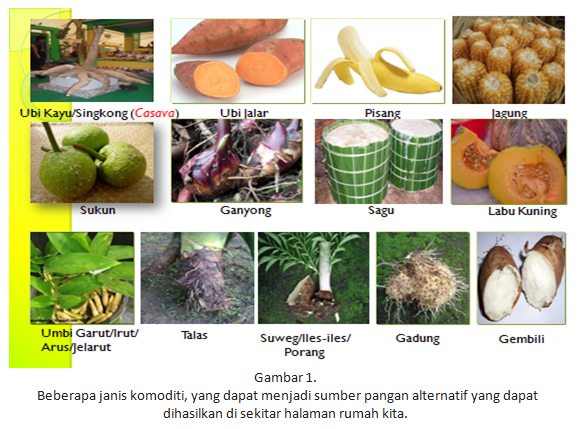 Ubi Kayu/Singkong (Casava)
Ubi Jalar
Pisang
Jagung
Sukun
Ganyong
Sagu
Labu Kuning
Umbi Garut/Irut/
Arus/Jelarut
Talas
Suweg/Iles-iles/
Porang
Gadung
Gembili
Gambar 1.
Beberapa janis komoditi, yang dapat menjadi sumber pangan alternatif yang dapat
dihasilkan di sekitar halaman rumah kita.